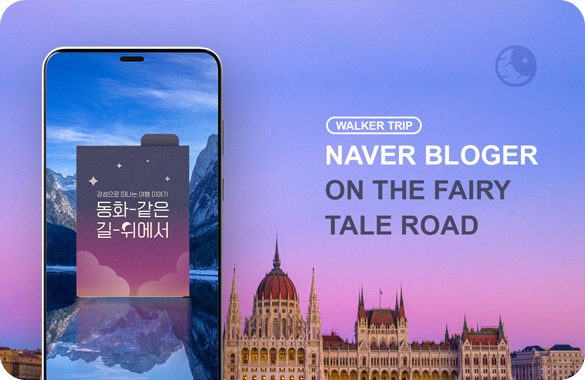 감성으로 떠나는 여행 이야기
동화-같은
길-위에서
WALKER TRIP
NAVER BLOGER
ON THE FAIRY
TALE ROAD